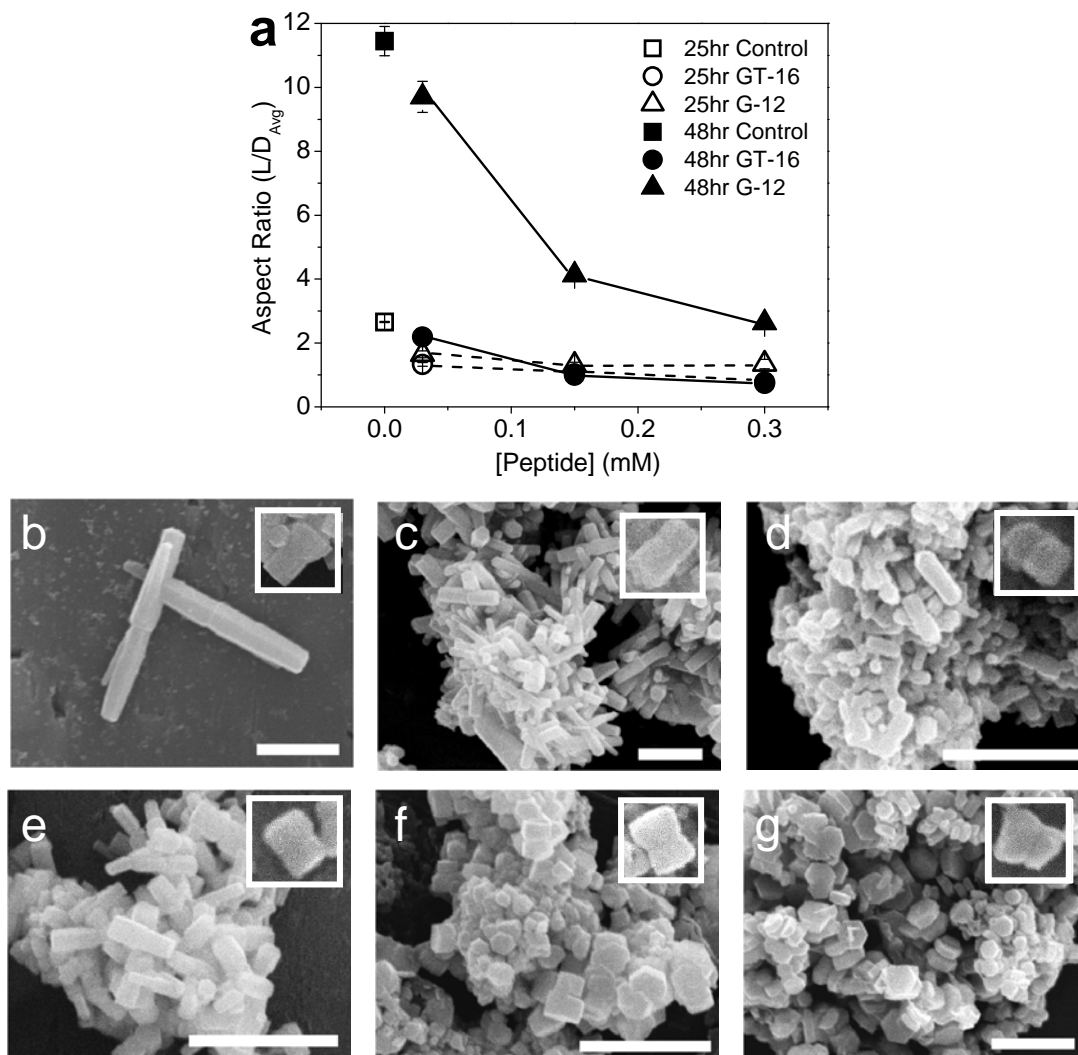 a
12
10
8
6
4
2
0
Aspect Ratio (L/D_Avg)
25hr Control
25hr GT-16
25hr G-12
48hr Control
48hr GT-16
48hr G-12
0.0 0.1 0.2 0.3
[Peptide] (mM)
b c d
e f g